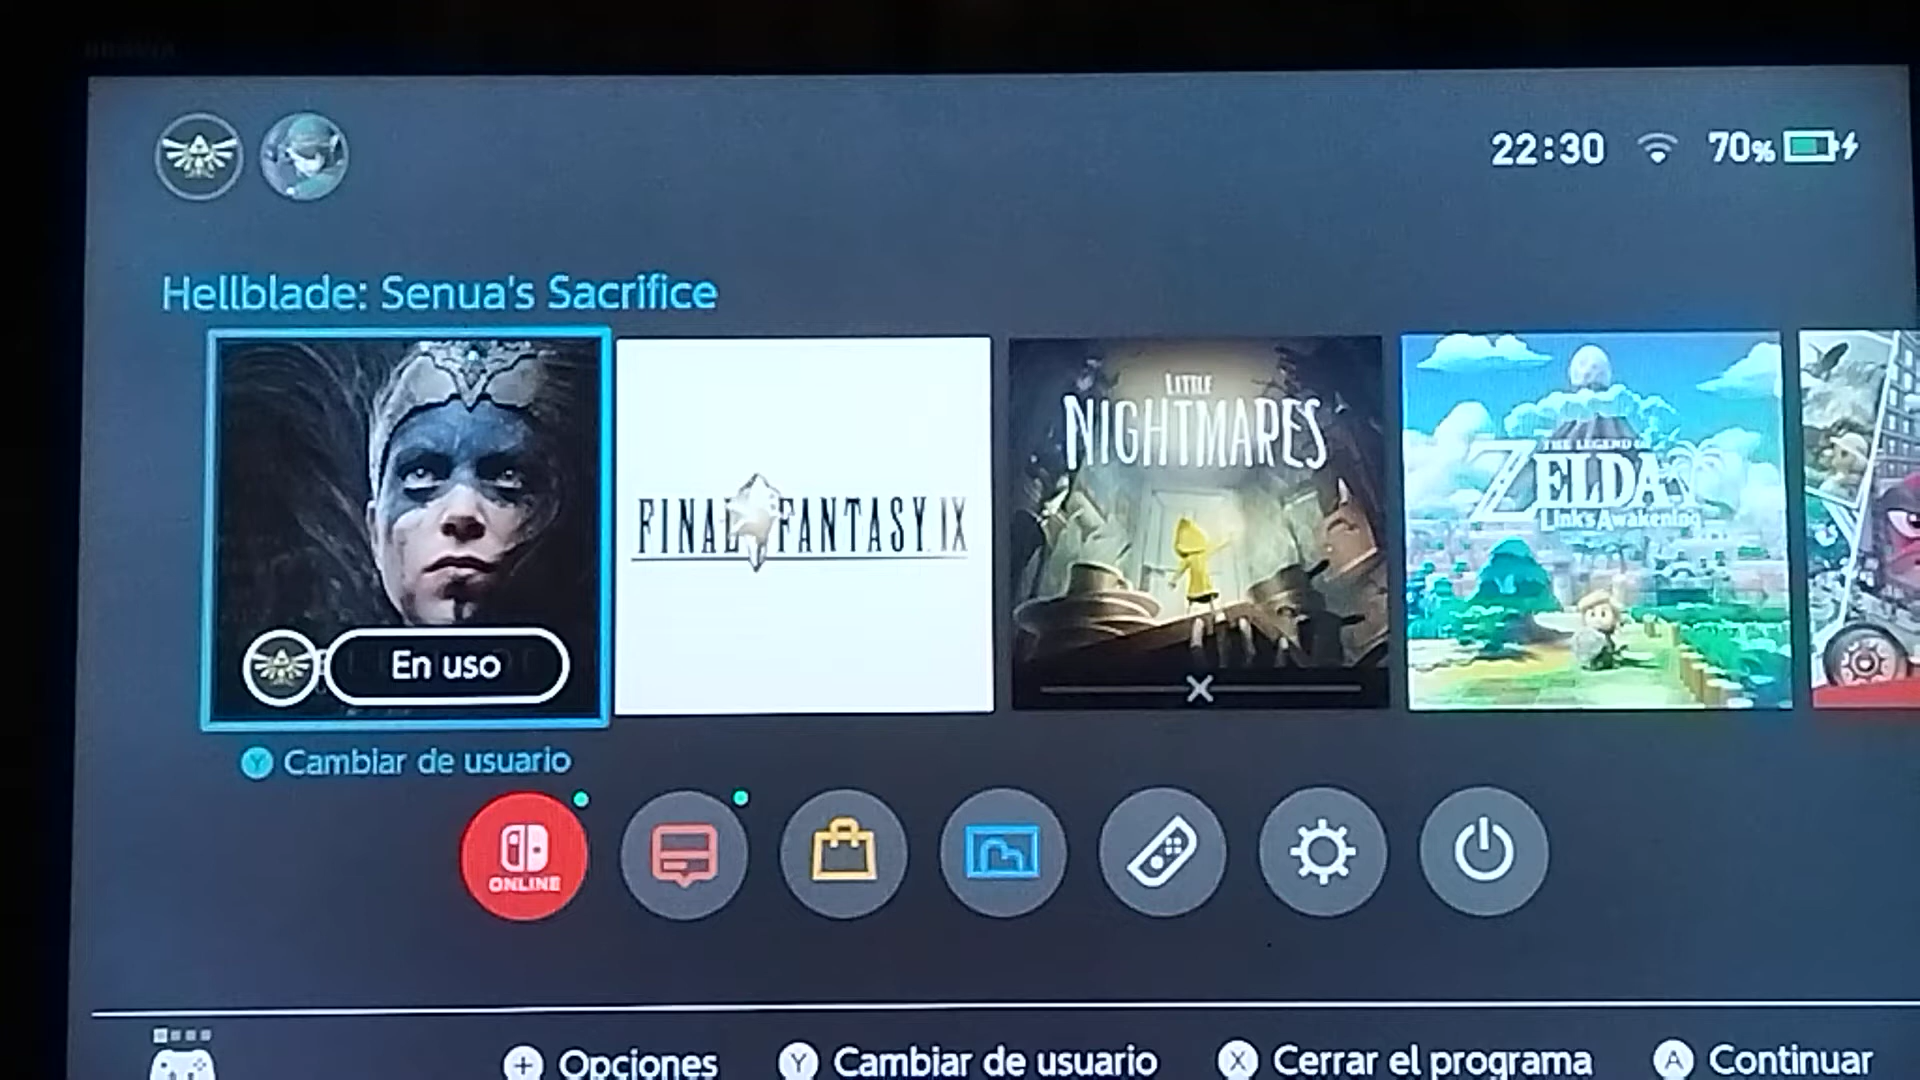 22:30 70%
Hellblade: Senua's Sacrifice
En uso
FINAL FANTASY IX
LITTLE
NIGHTMARES
THE LEGEND OF
ZELDA
Link's Awakening
Y Cambiar de usuario
ONLINE
+ Opciones
Y Cambiar de usuario
X Cerrar el programa
A Continuar